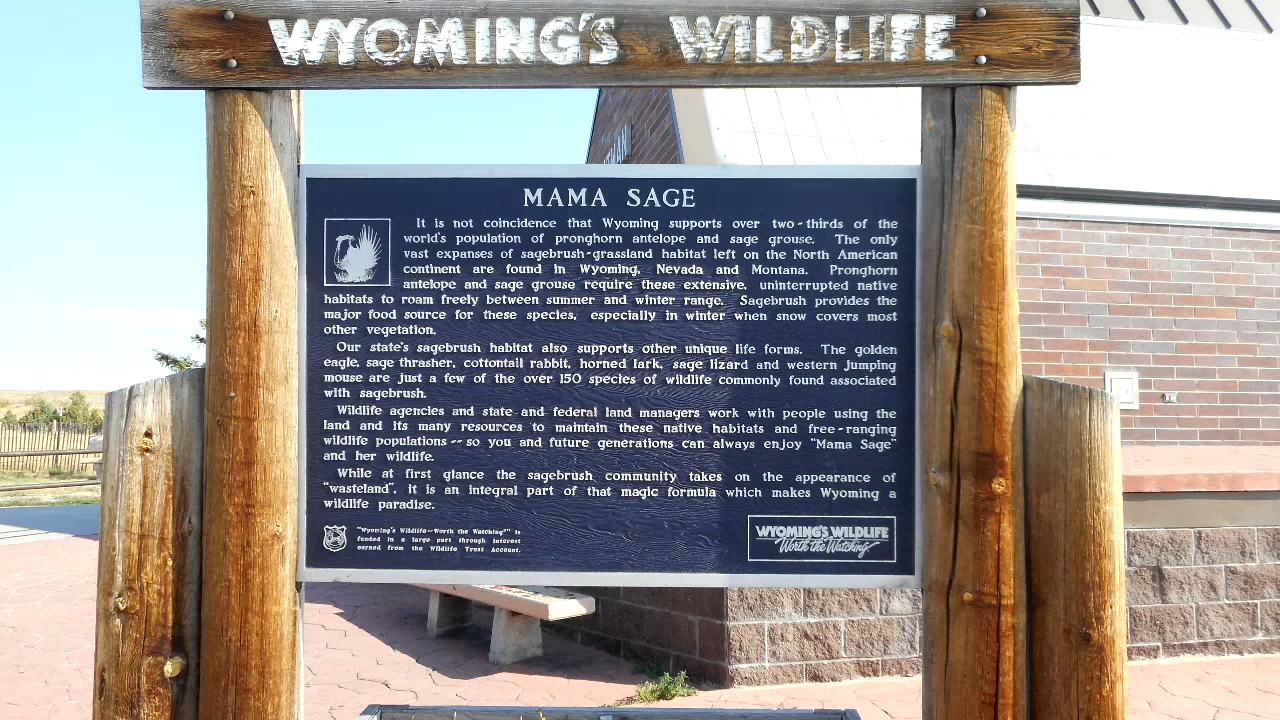 WYOMING'S WILDLIFE
TMAN
MAMA SAGE
It is not coincidence that Wyoming supports over two-thirds of the
world's population of pronghorn antelope and sage grouse. The only
vast expanses of sagebrush-grassland habitat left on the North American
continent are found in Wyoming, Nevada and Montana. Pronghorn
antelope and sage grouse require these extensive, uninterrupted native
habitats to roam freely between summer and winter range. Sagebrush provides the
major food source for these species, especially in winter when snow covers most
other vegetation.
Our state's sagebrush habitat also supports other unique life forms. The golden
eagle, sage thrasher, cottontail rabbit, horned lark, sage lizard and western jumping
mouse are just a few of the over 150 species of wildlife commonly found associated
with sagebrush.
Wildlife agencies and state and federal land managers work with people using the
land and its many resources to maintain these native habitats and free-ranging
wildlife populations -- so you and future generations can always enjoy "Mama Sage"
and her wildlife.
While at first glance the sagebrush community takes on the appearance of
"wasteland", it is an integral part of that magic formula which makes Wyoming a
wildlife paradise.
"Wyoming's Wildlife--Worth the Watching"" is
funded in a large part through interest
earned from the Wildlife Trust Account.
WYOMING'S WILDLIFE
Worth the Watching